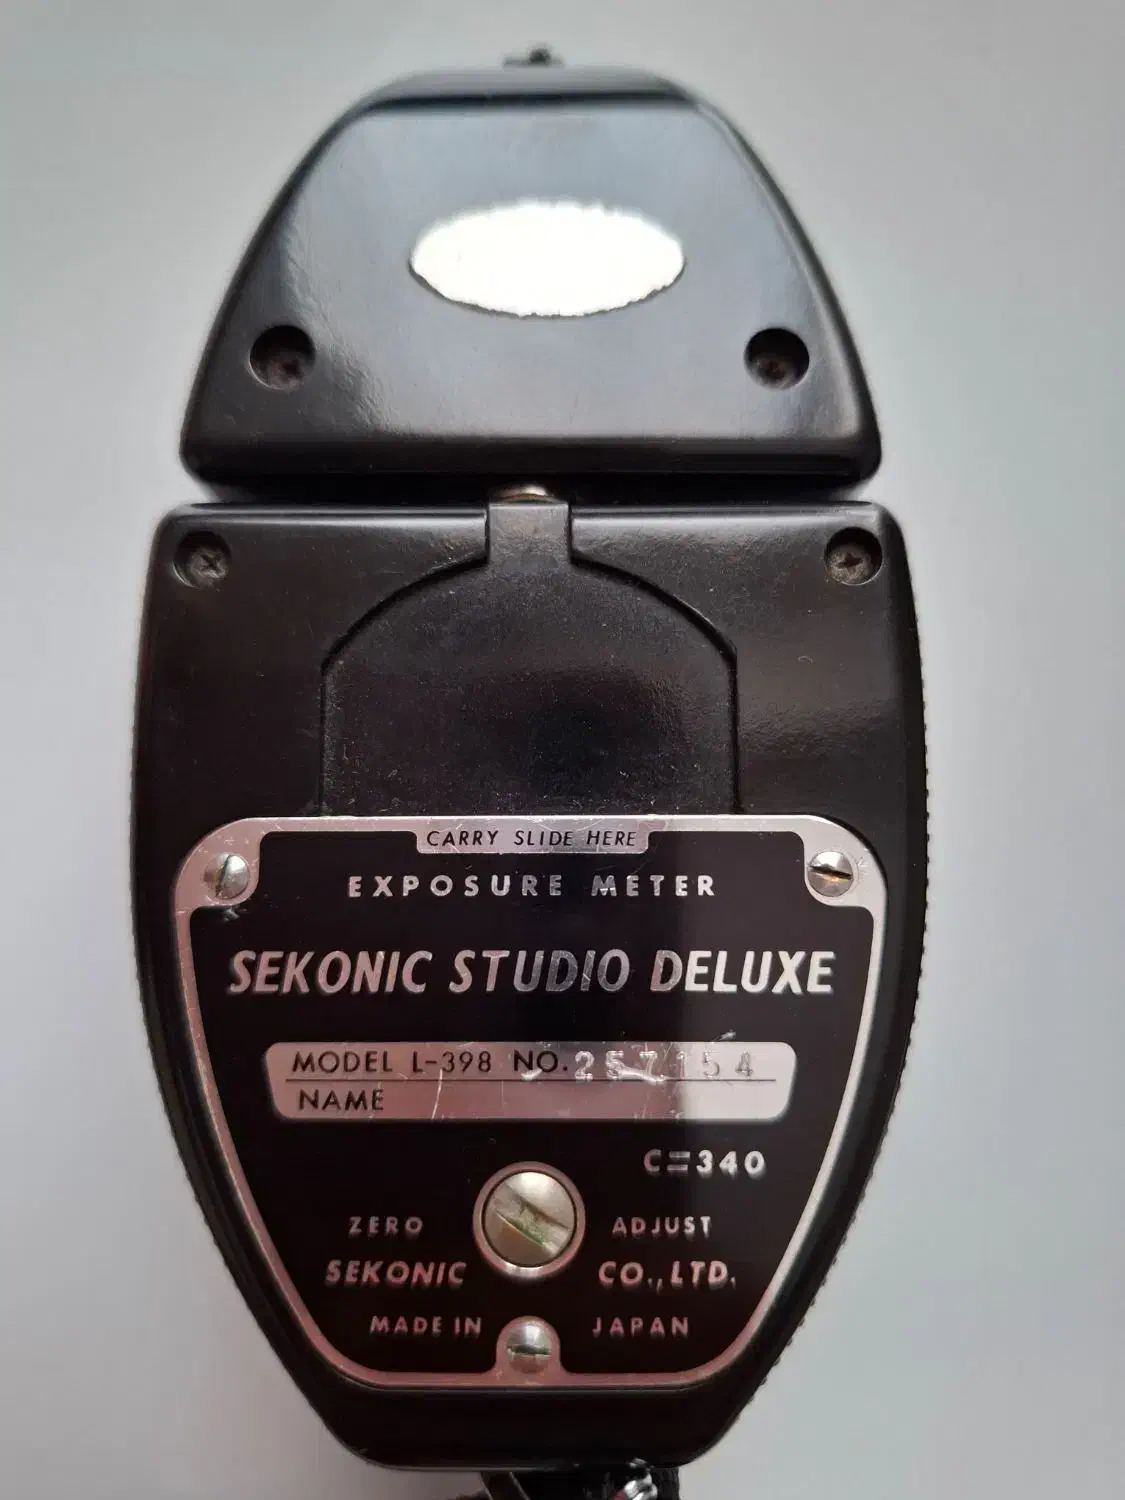 CARRY SLIDE HERE
EXPOSURE METER
SEKONIC STUDIO DELUXE
MODEL L-398 NO. 257154
NAME
C=340
ZERO ADJUST
SEKONIC CO., LTD.
MADE IN JAPAN